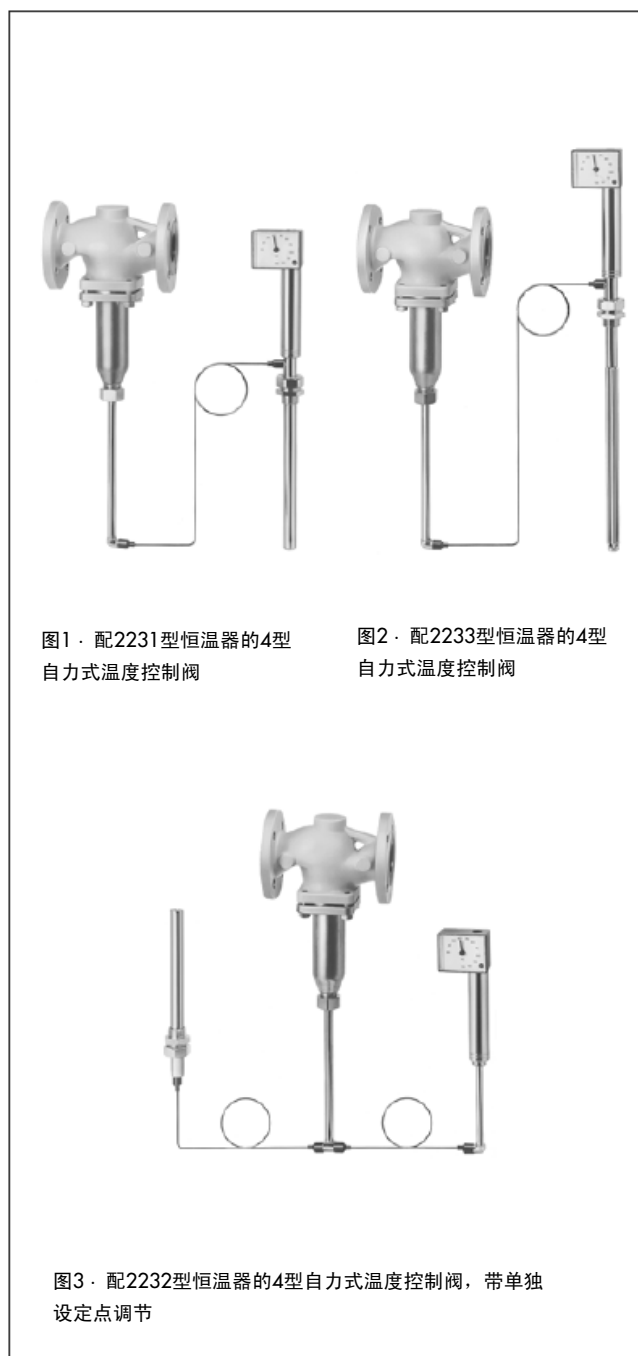 图1 · 配2231型恒温器的4型
自力式温度控制阀
图2 · 配2233型恒温器的4型
自力式温度控制阀
图3 · 配2232型恒温器的4型自力式温度控制阀，带单独
设定点调节